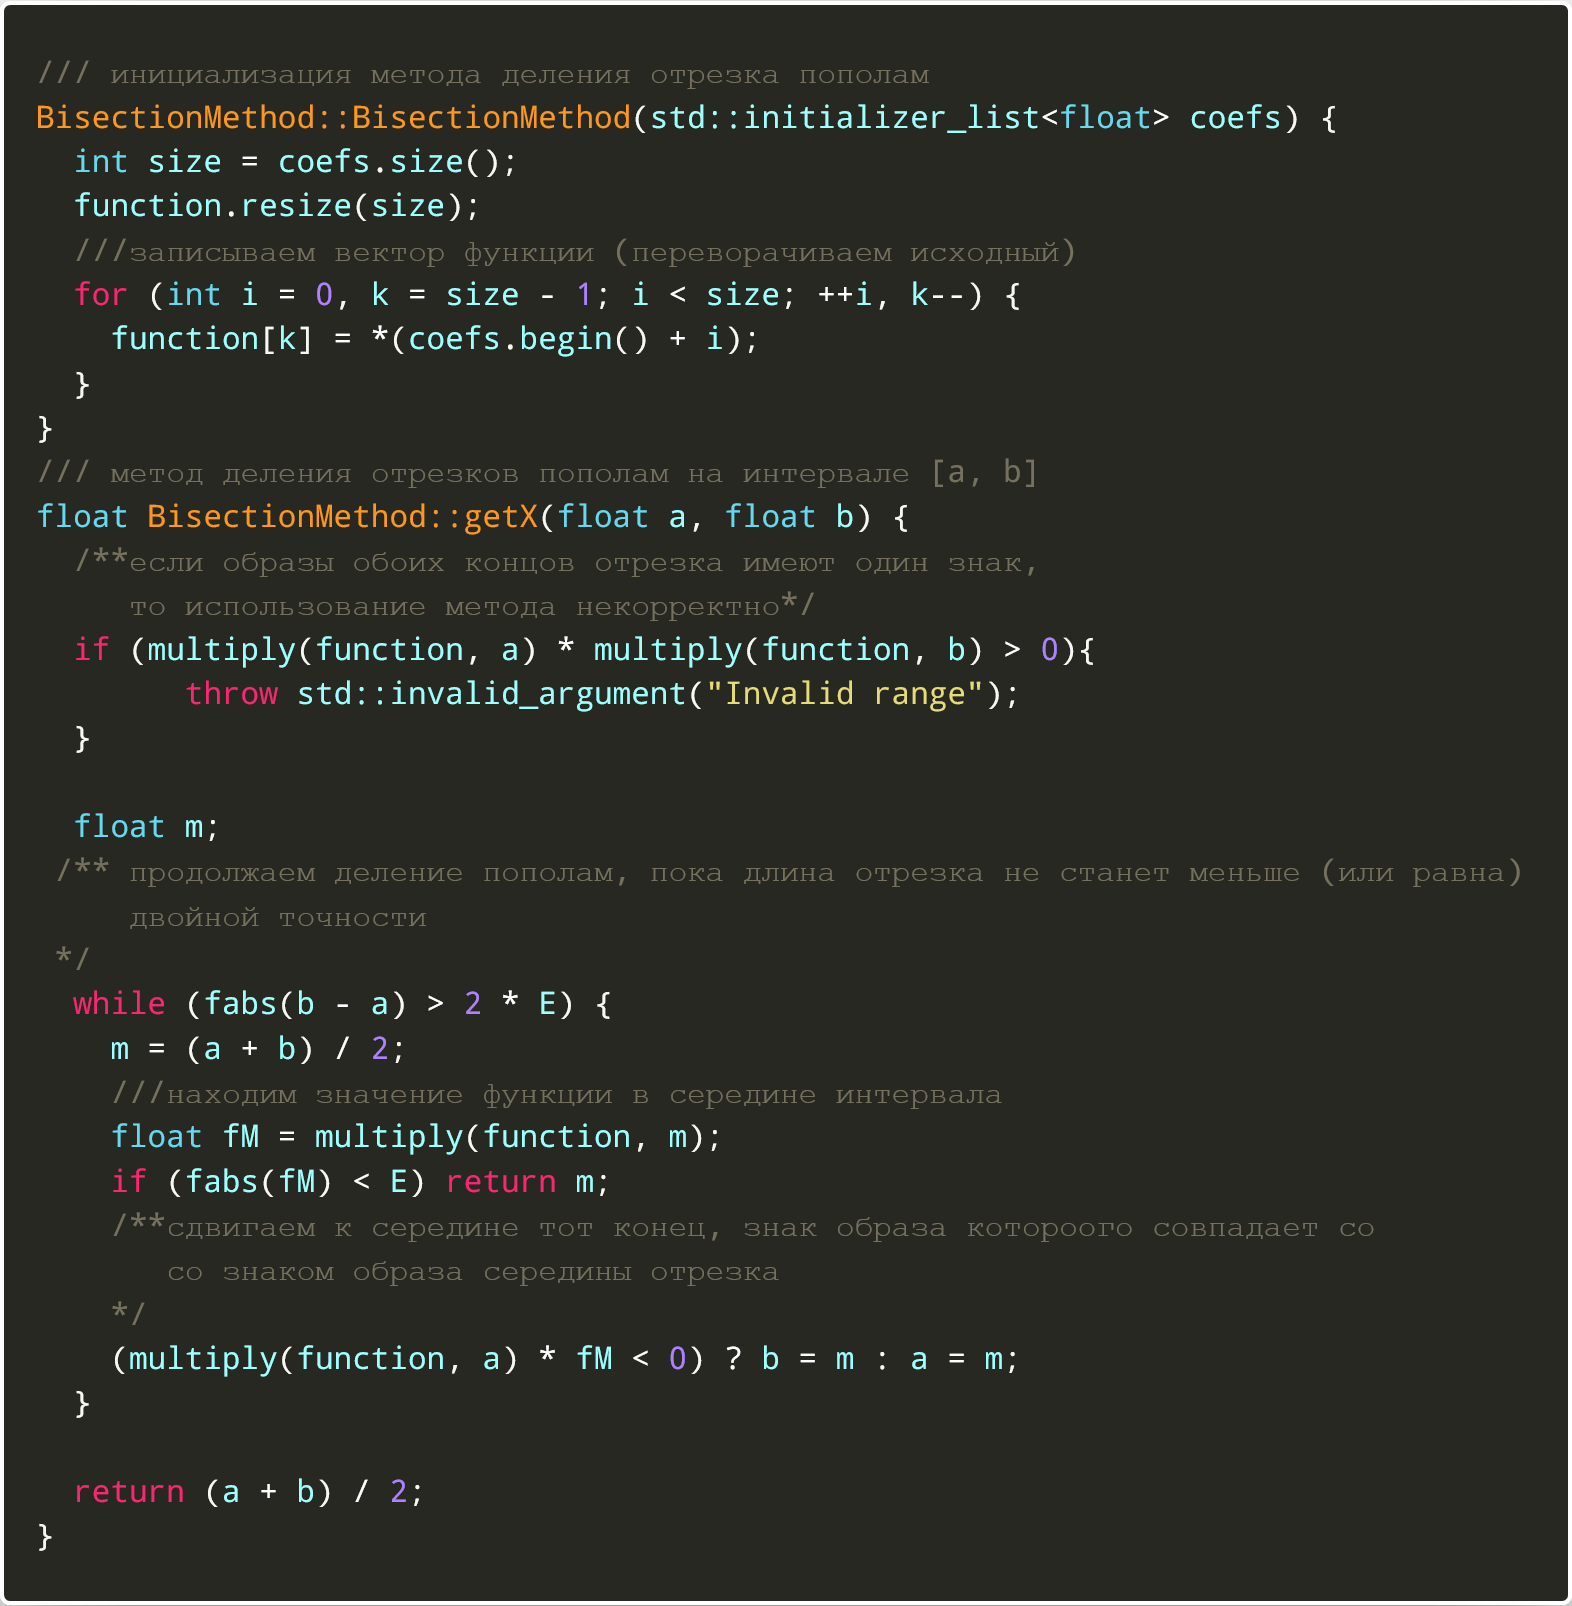 /// инициализация метода деления отрезка пополам
BisectionMethod::BisectionMethod(std::initializer_list<float> coefs) {
  int size = coefs.size();
  function.resize(size);
  ///записываем вектор функции (переворачиваем исходный)
  for (int i = 0, k = size - 1; i < size; ++i, k--) {
    function[k] = *(coefs.begin() + i);
  }
}
/// метод деления отрезков пополам на интервале [a, b]
float BisectionMethod::getX(float a, float b) {
  /**если образы обоих концов отрезка имеют один знак,
     то использование метода некорректно*/
  if (multiply(function, a) * multiply(function, b) > 0){
        throw std::invalid_argument("Invalid range");
  }

  float m;
 /** продолжаем деление пополам, пока длина отрезка не станет меньше (или равна)
     двойной точности
 */
  while (fabs(b - a) > 2 * E) {
    m = (a + b) / 2;
    ///находим значение функции в середине интервала
    float fM = multiply(function, m);
    if (fabs(fM) < E) return m;
    /**сдвигаем к середине тот конец, знак образа котороого совпадает со
       со знаком образа середины отрезка
    */
    (multiply(function, a) * fM < 0) ? b = m : a = m;
  }

  return (a + b) / 2;
}